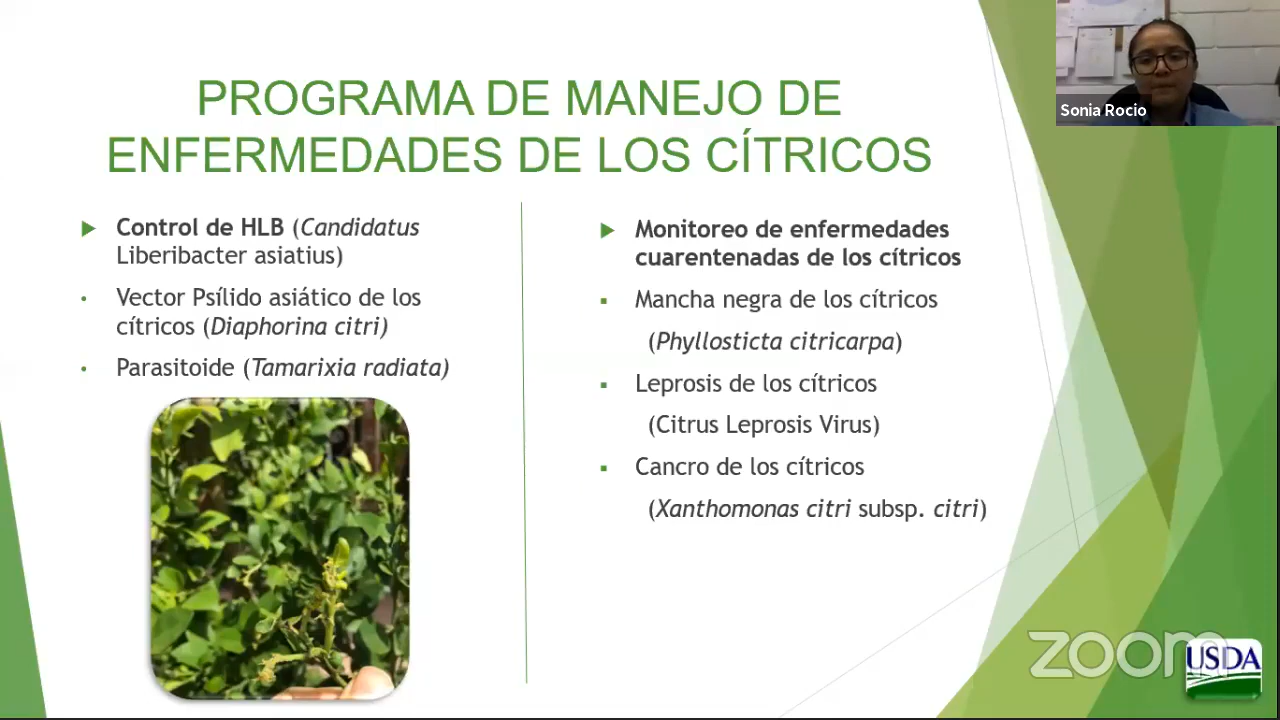 PROGRAMA DE MANEJO DE
ENFERMEDADES DE LOS CÍTRICOS
Control de HLB (Candidatus
Liberibacter asiatius)
Vector Psílido asiático de los
cítricos (Diaphorina citri)
Parasitoide (Tamarixia radiata)
Monitoreo de enfermedades
cuarentenadas de los cítricos
Mancha negra de los cítricos
(Phyllosticta citricarpa)
Leprosis de los cítricos
(Citrus Leprosis Virus)
Cancro de los cítricos
(Xanthomonas citri subsp. citri)
Sonia Rocio
zoom
USDA